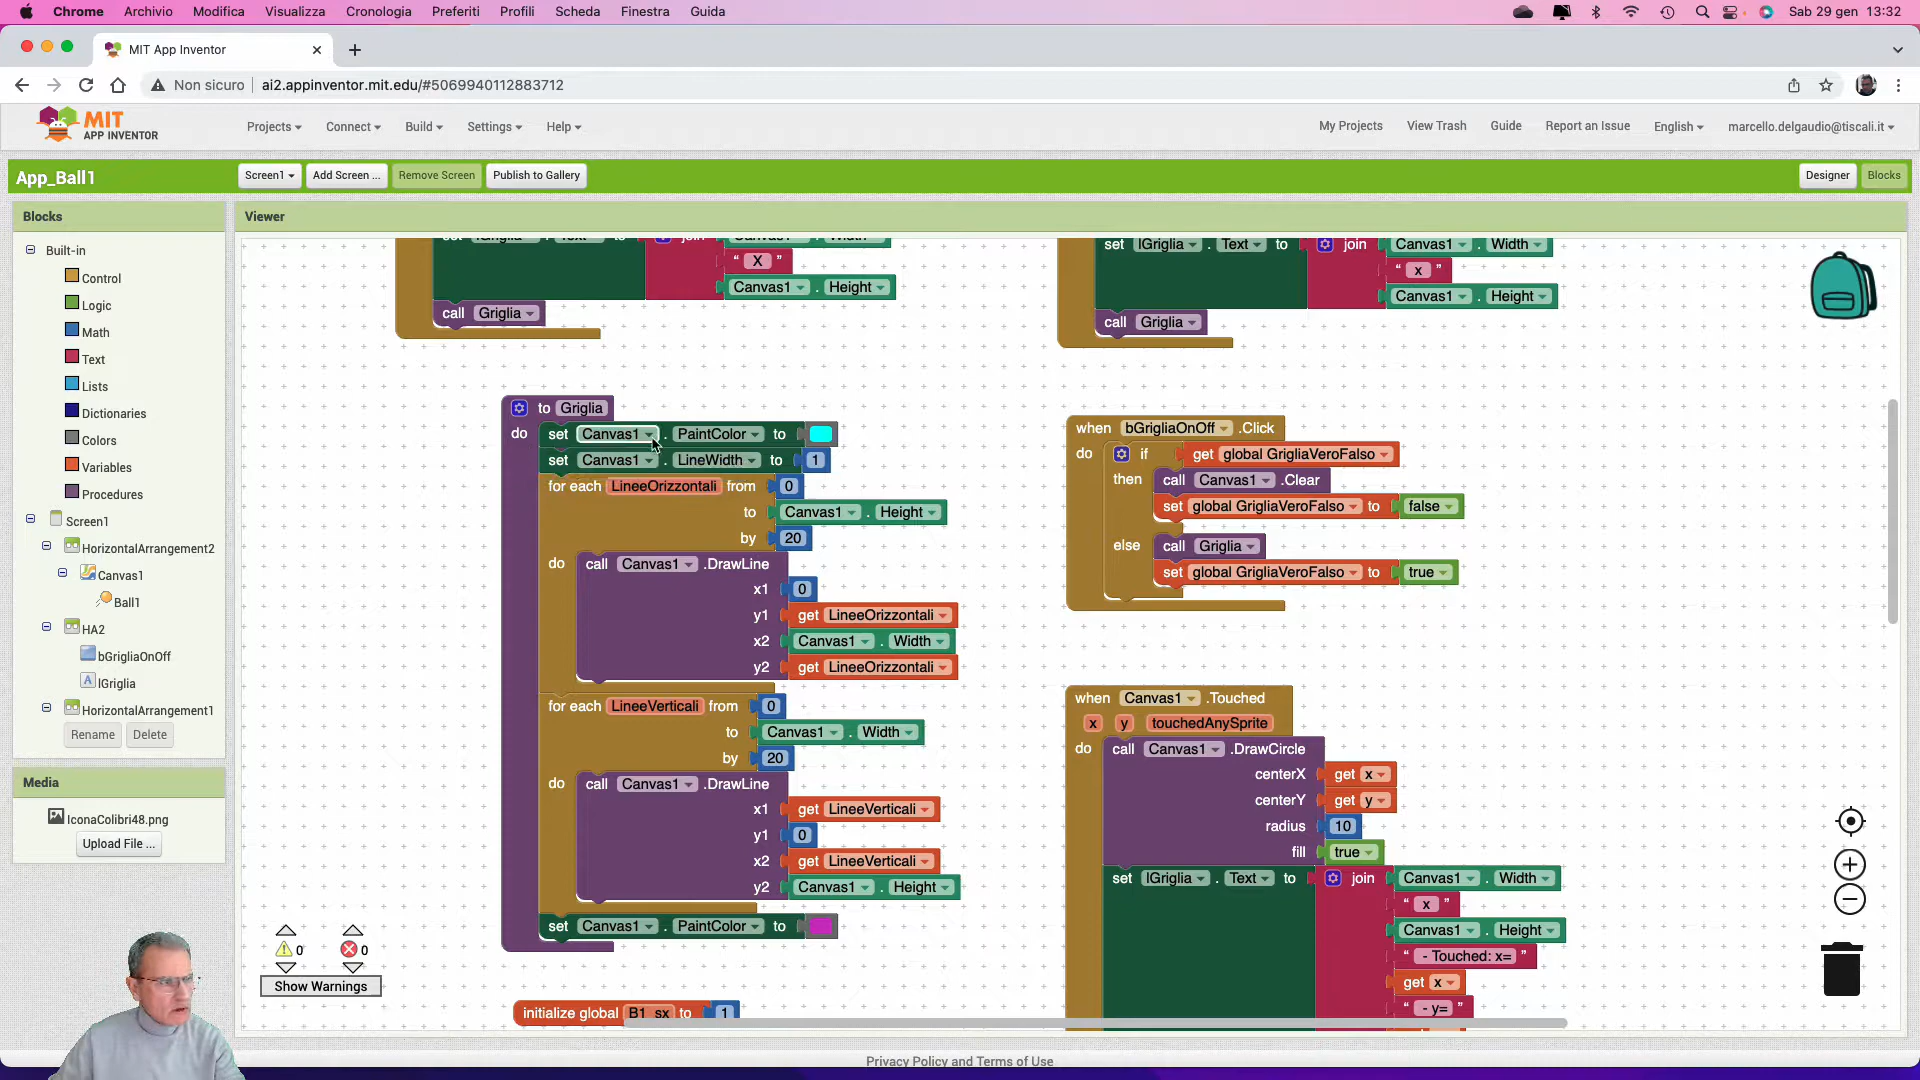 Chrome Archivio Modifica Visualizza Cronologia Preferiti Profili Scheda Finestra Guida Sab 29 gen 13:32
MIT App Inventor
Non sicuro ai2.appinventor.mit.edu/#5069940112883712
MIT
APP INVENTOR
Projects Connect Build Settings Help My Projects View Trash Guide Report an Issue English marcello.delgaudio@tiscali.it
App_Ball1 Screen1 Add Screen ... Remove Screen Publish to Gallery Designer Blocks
Blocks
Built-in
Control
Logic
Math
Text
Lists
Dictionaries
Colors
Variables
Procedures
Screen1
HorizontalArrangement2
Canvas1
Ball1
HA2
bGrigliaOnOff
lGriglia
HorizontalArrangement1
Rename Delete
Media
IconaColibri48.png
Upload File ...
Viewer
set lGriglia . Text to join Canvas1 . Width
" X "
Canvas1 . Height
call Griglia
set lGriglia . Text to join Canvas1 . Width
" x "
Canvas1 . Height
call Griglia
to Griglia
do set Canvas1 . PaintColor to
set Canvas1 . LineWidth to 1
for each LineeOrizzontali from 0
to Canvas1 . Height
by 20
do call Canvas1 .DrawLine
x1 0
y1 get LineeOrizzontali
x2 Canvas1 . Width
y2 get LineeOrizzontali
for each LineeVerticali from 0
to Canvas1 . Width
by 20
do call Canvas1 .DrawLine
x1 get LineeVerticali
y1 0
x2 get LineeVerticali
y2 Canvas1 . Height
set Canvas1 . PaintColor to
initialize global B1_sx to 1
when bGrigliaOnOff .Click
do if get global GrigliaVeroFalso
then call Canvas1 .Clear
set global GrigliaVeroFalso to false
else call Griglia
set global GrigliaVeroFalso to true
when Canvas1 .Touched
x y touchedAnySprite
do call Canvas1 .DrawCircle
centerX get x
centerY get y
radius 10
fill true
set lGriglia . Text to join Canvas1 . Width
" x "
Canvas1 . Height
" - Touched: x= "
get x
" - y= "
0 0
Show Warnings
Privacy Policy and Terms of Use